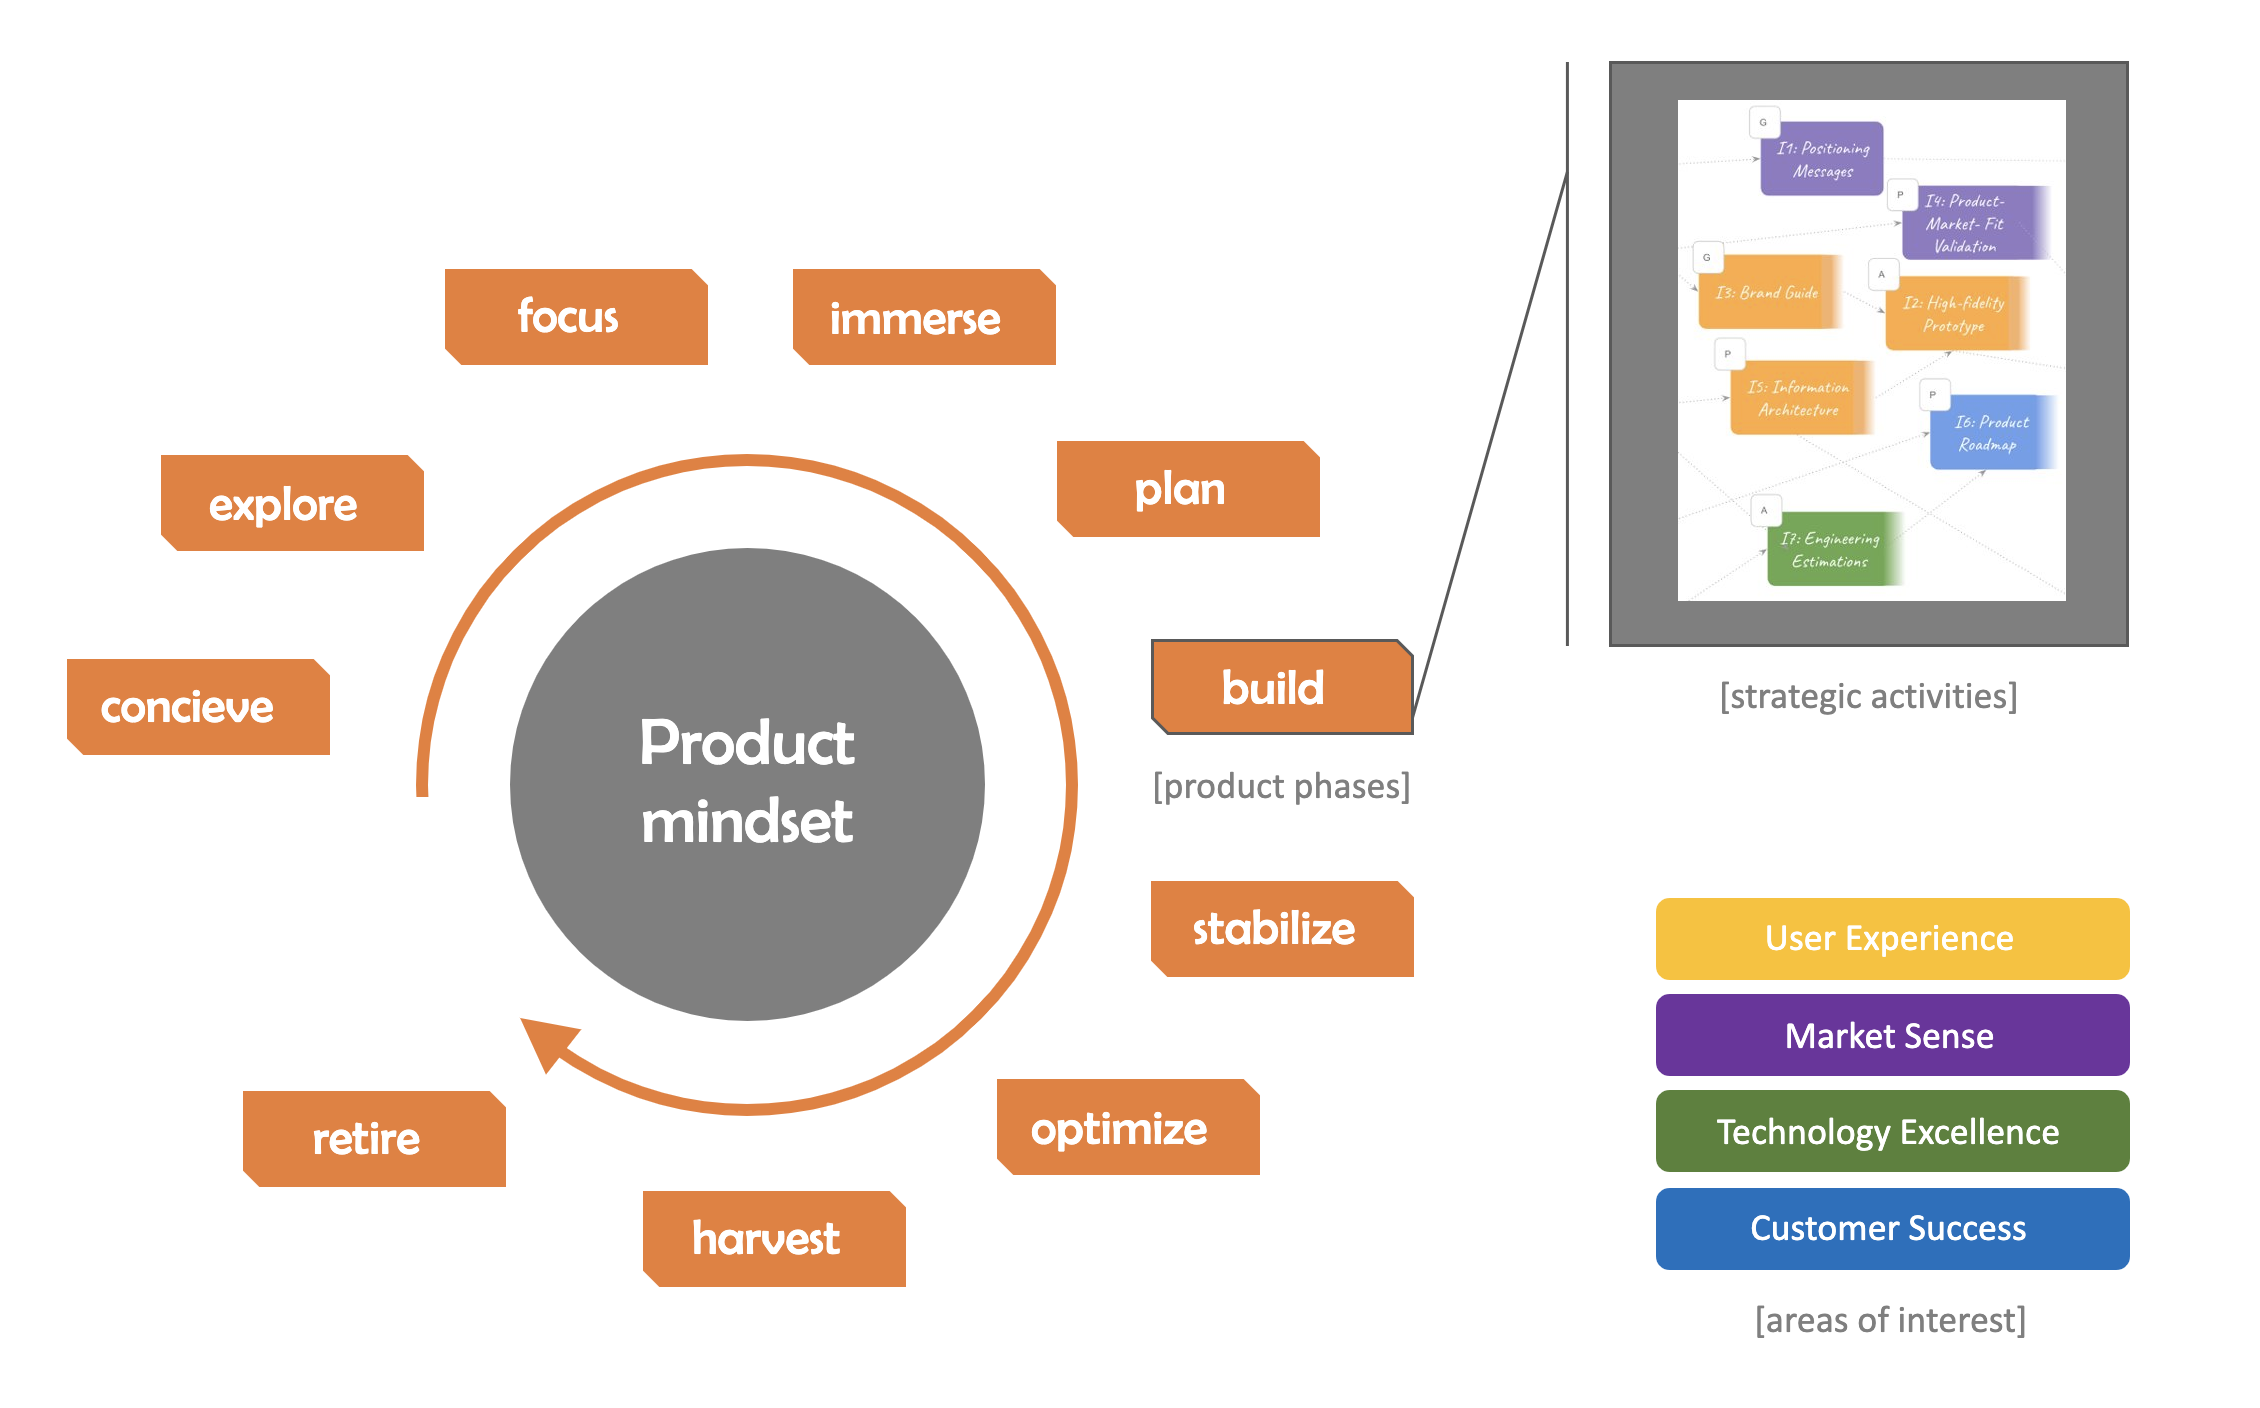 focus
immerse
explore
plan
concieve
build
[product phases]
Product
mindset
stabilize
retire
optimize
harvest
G
I1: Positioning
Messages
P
I4: Product-
Market- Fit
Validation
G
I3: Brand Guide
A
I2: High-fidelity
Prototype
P
I5: Information
Architecture
P
I6: Product
Roadmap
A
I7: Engineering
Estimations
[strategic activities]
User Experience
Market Sense
Technology Excellence
Customer Success
[areas of interest]